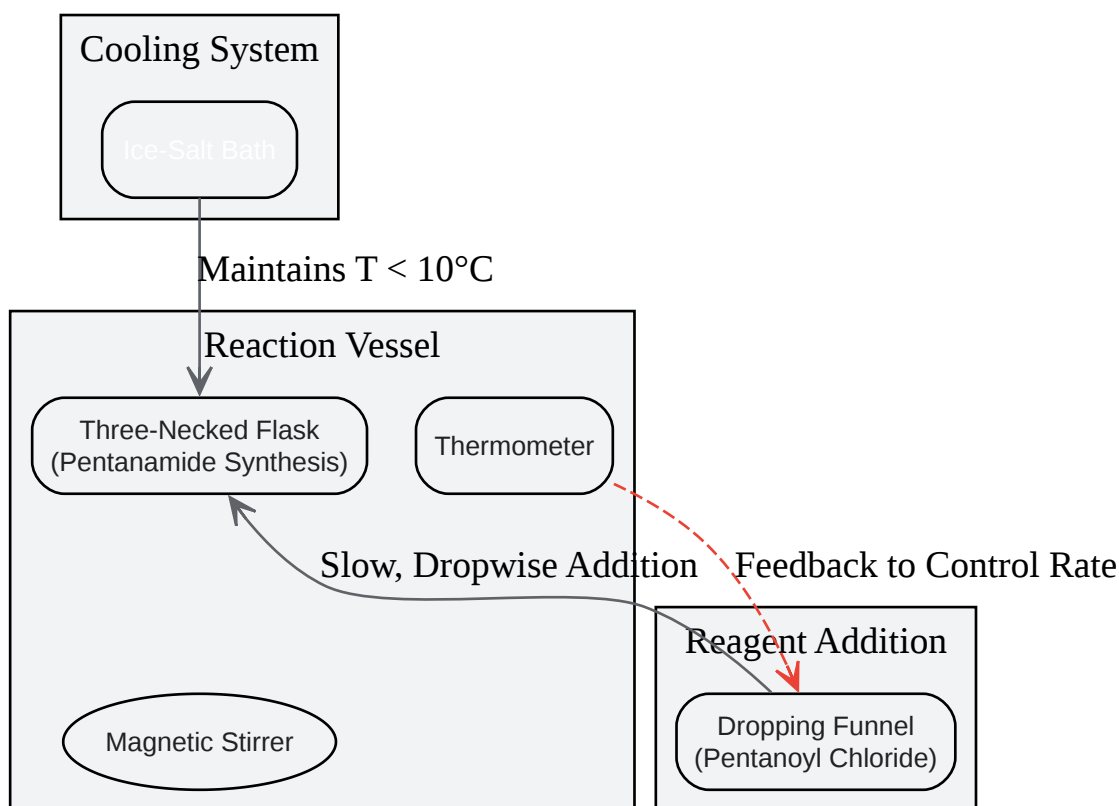 Cooling System
Ice-Salt Bath
Maintains T < 10°C
Reaction Vessel
Three-Necked Flask
(Pentanamide Synthesis)
Thermometer
Slow, Dropwise Addition
Feedback to Control Rate
Reagent Addition
Magnetic Stirrer
Dropping Funnel
(Pentanoyl Chloride)